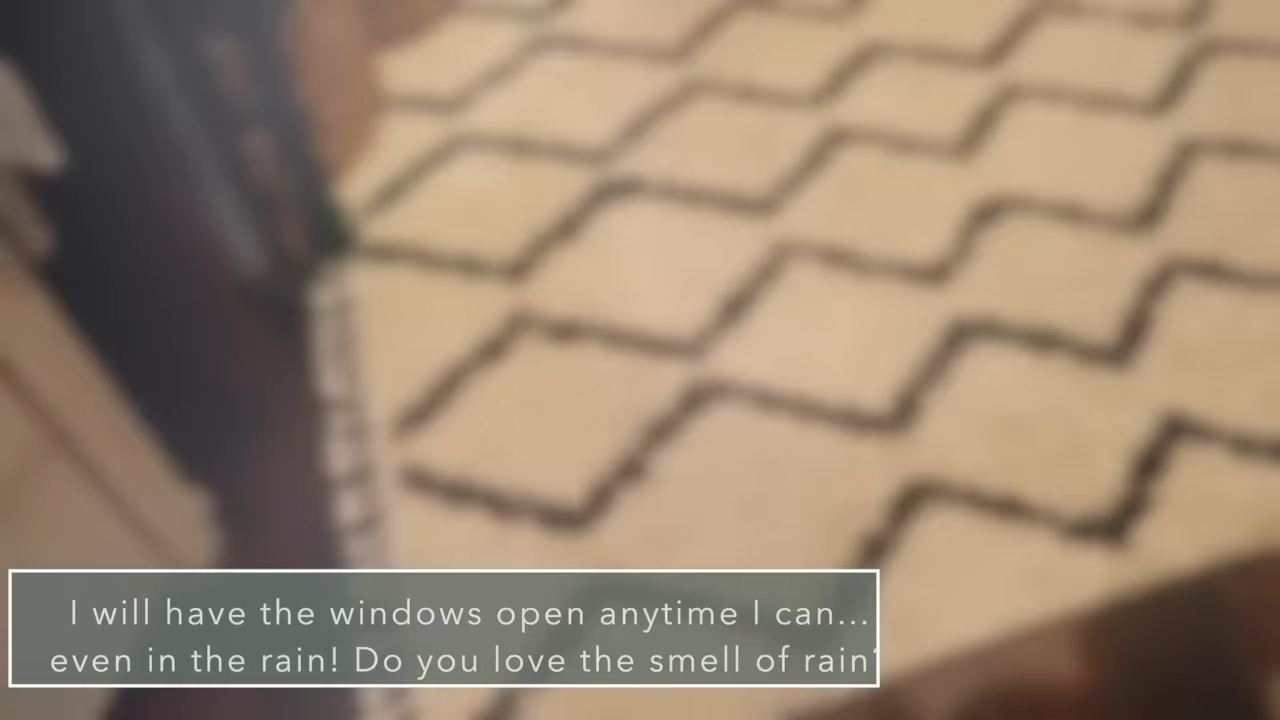 I will have the windows open anytime I can...
even in the rain! Do you love the smell of rain?